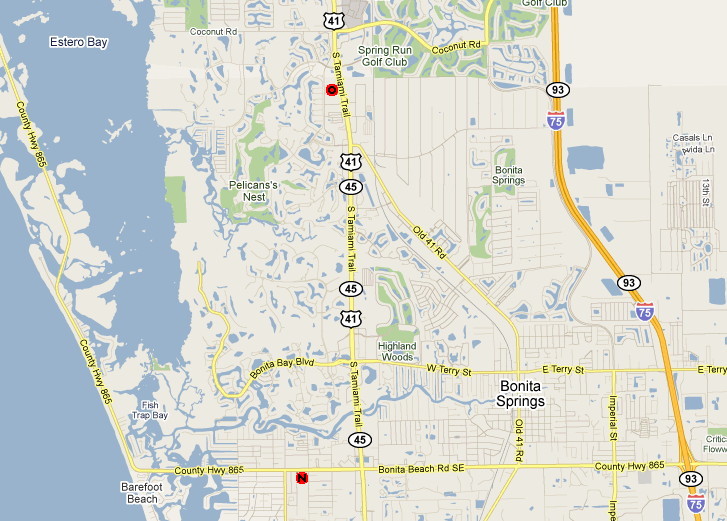 Golf Club
41
Coconut Rd
Estero Bay
Coconut Rd
Spring Run
Golf Club
S Tamiami Trail
O
93
75
County Hwy 865
Casals Ln
vida Ln
41
Bonita
Springs
13th St
45
Pelicans's
Nest
S Tamiami Trail
Old 41 Rd
93
45
75
41
Highland
Woods
County Hwy 865
Bonita Bay Blvd
S Tamiami Trail
W Terry St
E Terry St
E Terry
Bonita
Springs
Fish
Trap Bay
Imperial St
Old 41 Rd
45
Critic
Floww
County Hwy 865
Bonita Beach Rd SE
County Hwy 865
N
93
Barefoot
Beach
Imperial St
75